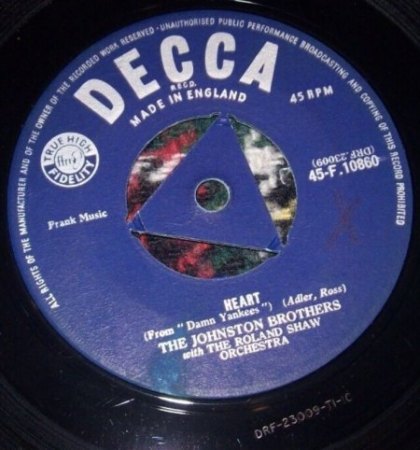 ALL RIGHTS OF THE MANUFACTURER AND OF THE OWNER OF THE RECORDED WORK RESERVED - UNAUTHORISED PUBLIC PERFORMANCE BROADCASTING AND COPYING OF THIS RECORD PROHIBITED
DECCA
REGD.
MADE IN ENGLAND
45 RPM
TRUE HIGH
ffrr
FIDELITY
(DRF.23009)
45-F.10860
Frank Music
HEART
(From "Damn Yankees") (Adler, Ross)
THE JOHNSTON BROTHERS
with THE ROLAND SHAW
ORCHESTRA
DRF-23009-T1-1C